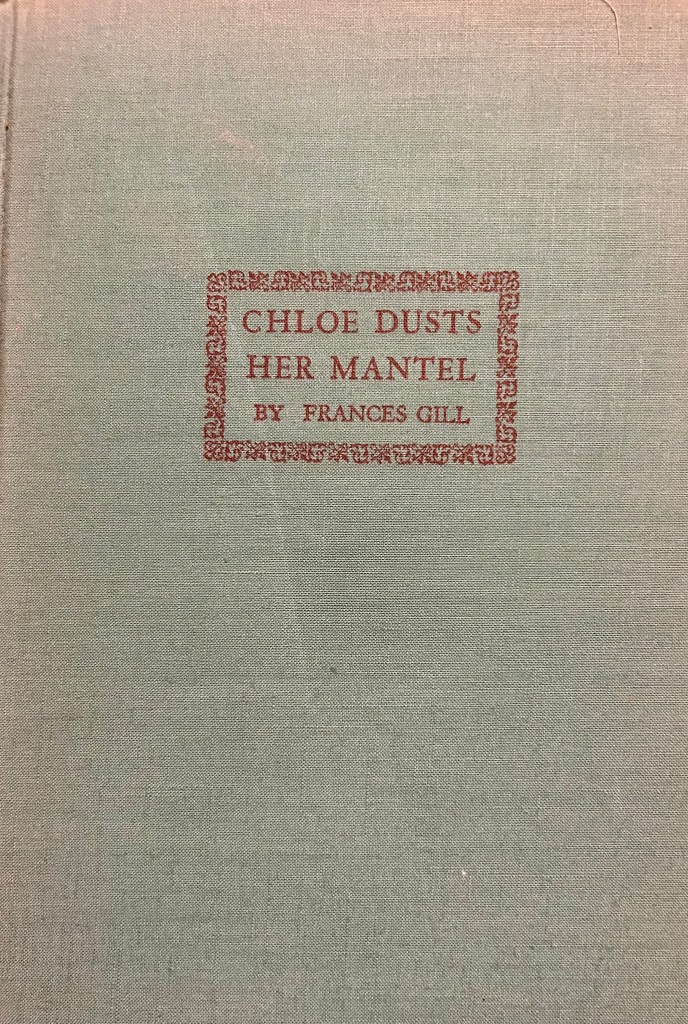 CHLOE DUSTS
HER MANTEL
BY FRANCES GILL